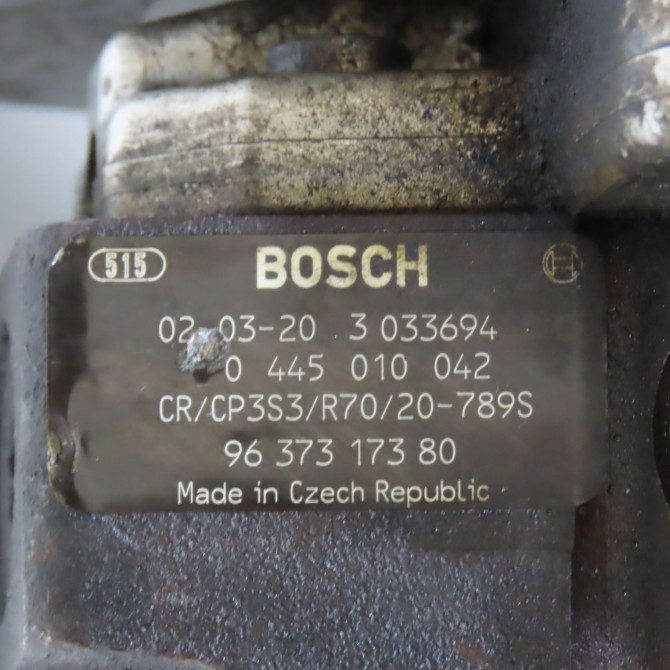 515 BOSCH
02-03-20 3 033694
0 445 010 042
CR/CP3S3/R70/20-789S
96 373 173 80
Made in Czech Republic